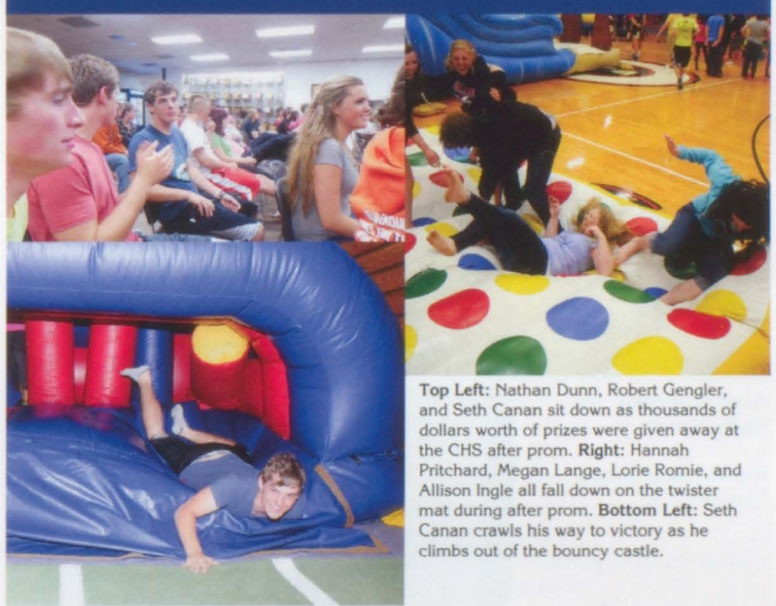 Top Left: Nathan Dunn, Robert Gengler,
and Seth Canan sit down as thousands of
dollars worth of prizes were given away at
the CHS after prom. Right: Hannah
Pritchard, Megan Lange, Lorie Romie, and
Allison Ingle all fall down on the twister
mat during after prom. Bottom Left: Seth
Canan crawls his way to victory as he
climbs out of the bouncy castle.